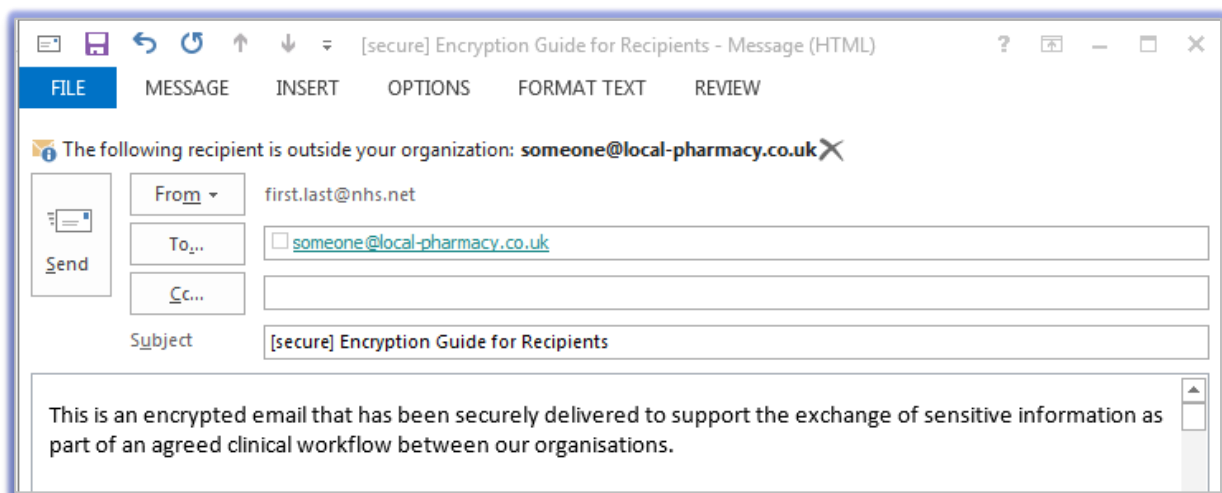 [secure] Encryption Guide for Recipients - Message (HTML) ?
FILE MESSAGE INSERT OPTIONS FORMAT TEXT REVIEW
The following recipient is outside your organization: someone@local-pharmacy.co.uk
From first.last@nhs.net
To... someone@local-pharmacy.co.uk
Send
Cc...
Subject [secure] Encryption Guide for Recipients
This is an encrypted email that has been securely delivered to support the exchange of sensitive information as
part of an agreed clinical workflow between our organisations.